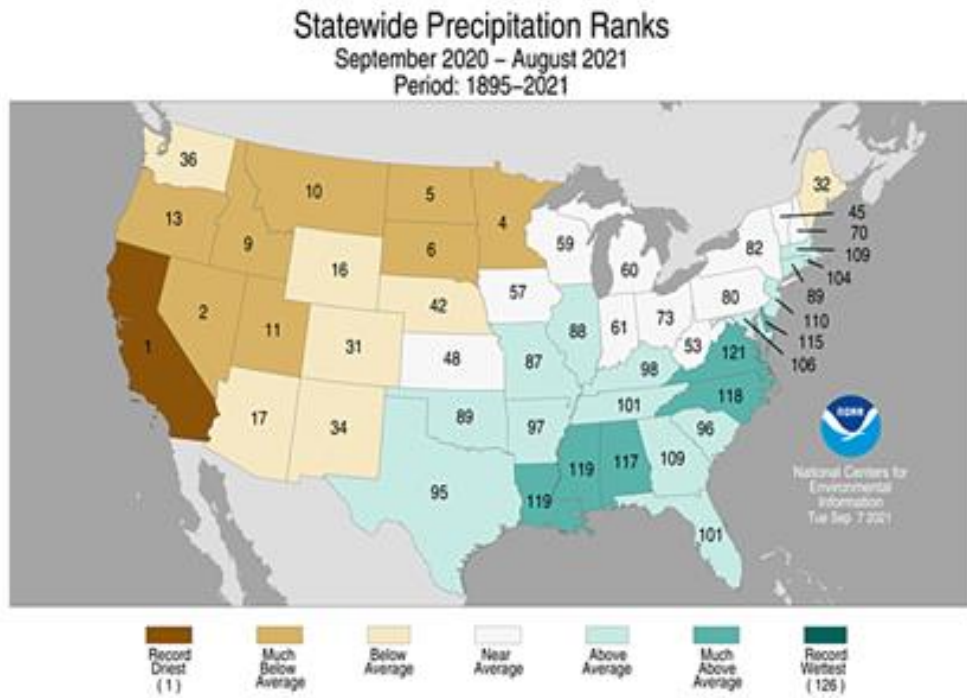 Statewide Precipitation Ranks
September 2020 – August 2021
Period: 1895–2021
36
10
5
4
32
13
9
6
59
60
82
45
70
109
104
89
16
57
80
110
115
106
2
11
42
88
61
73
53
121
1
31
48
87
98
118
17
34
89
97
101
96
95
119
119
117
109
101
noaa
National Centers for
Environmental
Information
Tue Sep 7 2021
Record
Driest
(1)
Much
Below
Average
Below
Average
Near
Average
Above
Average
Much
Above
Average
Record
Wettest
(126)